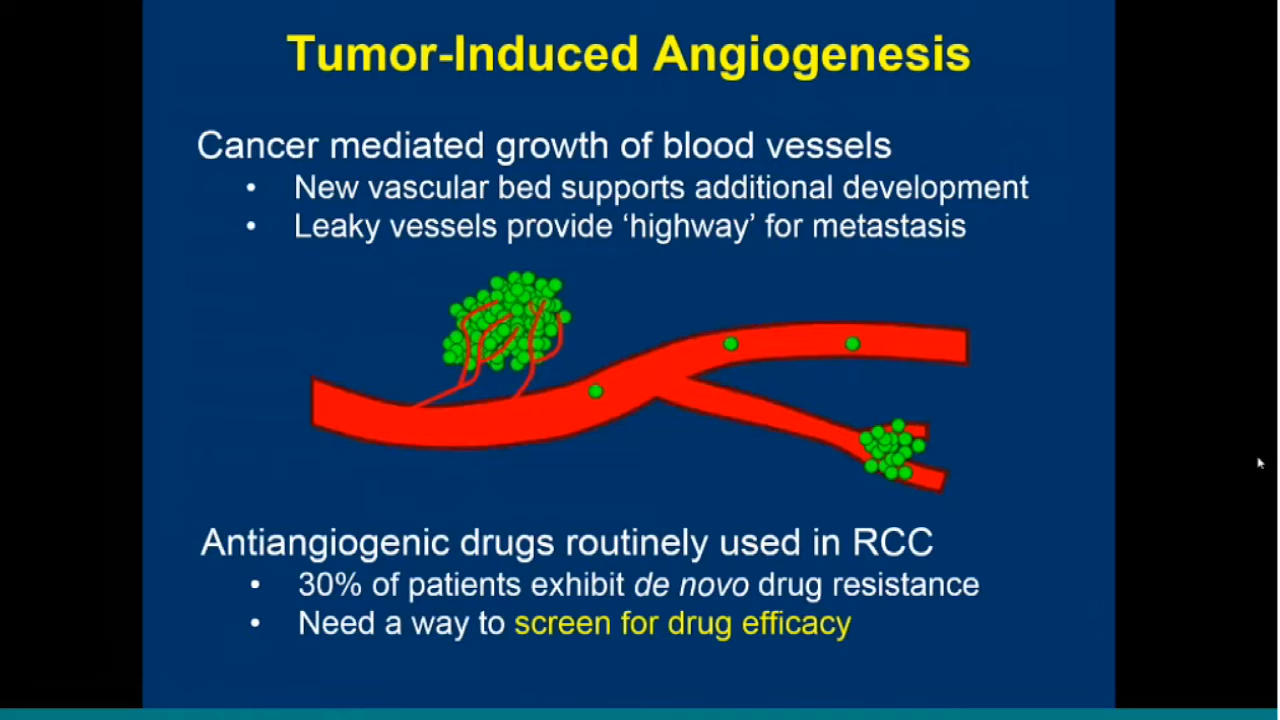 Tumor-Induced Angiogenesis
Cancer mediated growth of blood vessels
• New vascular bed supports additional development
• Leaky vessels provide ‘highway’ for metastasis
Antiangiogenic drugs routinely used in RCC
• 30% of patients exhibit de novo drug resistance
• Need a way to screen for drug efficacy